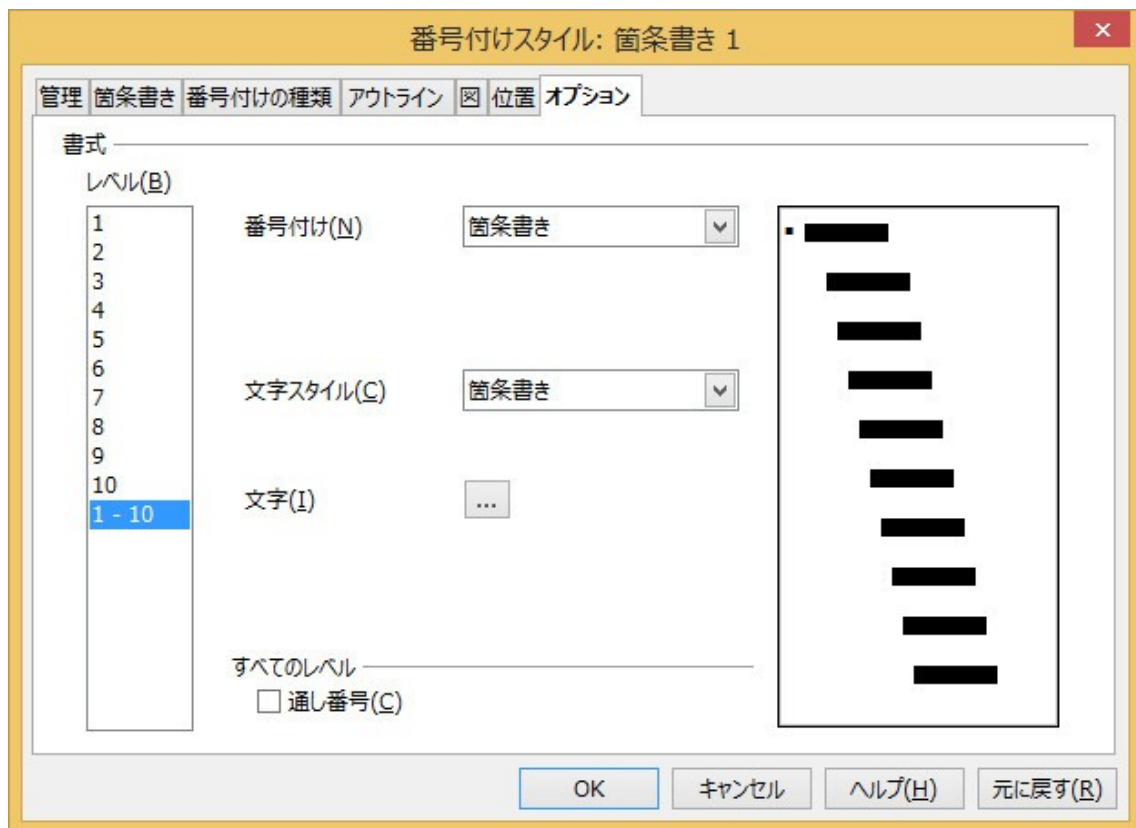 番号付けスタイル: 箇条書き 1
管理 箇条書き 番号付けの種類 アウトライン 図 位置 オプション
書式
レベル(B)
1
2
3
4
5
6
7
8
9
10
1 - 10
番号付け(N) 箇条書き
文字スタイル(C) 箇条書き
文字(I) ...
すべてのレベル
通し番号(C)
OK キャンセル ヘルプ(H) 元に戻す(R)